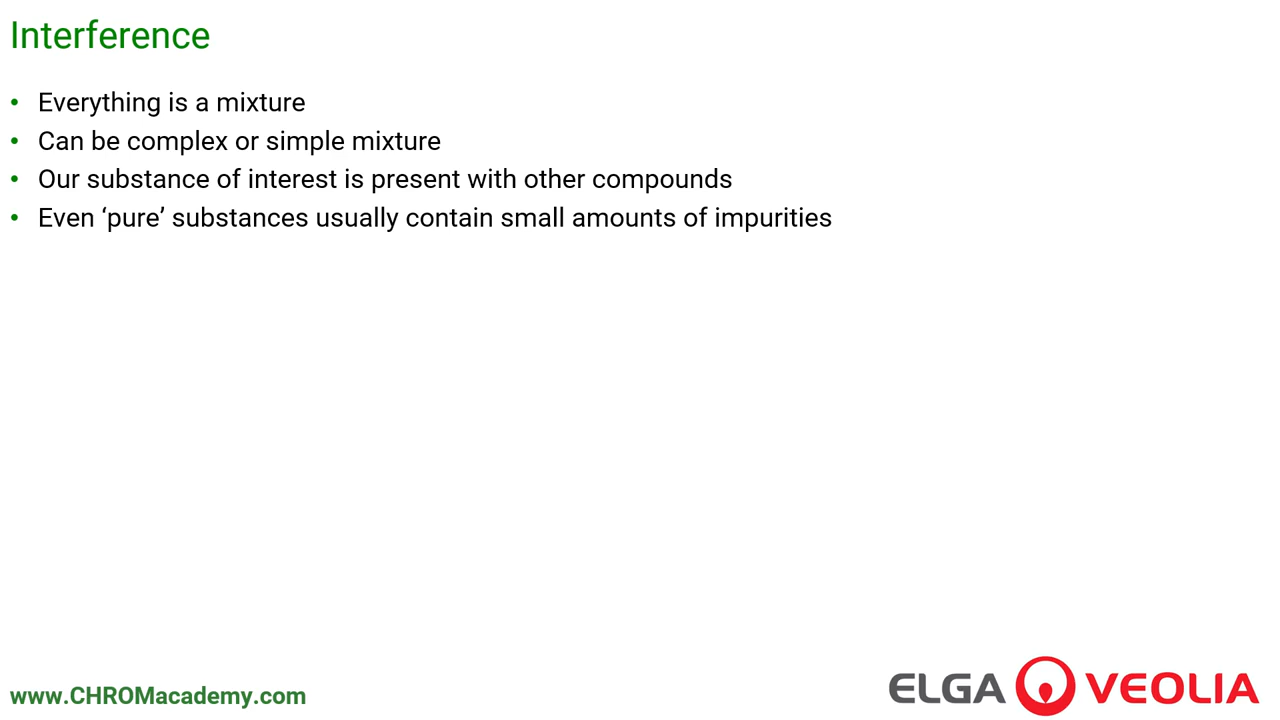 Interference
• Everything is a mixture
• Can be complex or simple mixture
• Our substance of interest is present with other compounds
• Even ‘pure’ substances usually contain small amounts of impurities
www.CHROMacademy.com
ELGA VEOLIA